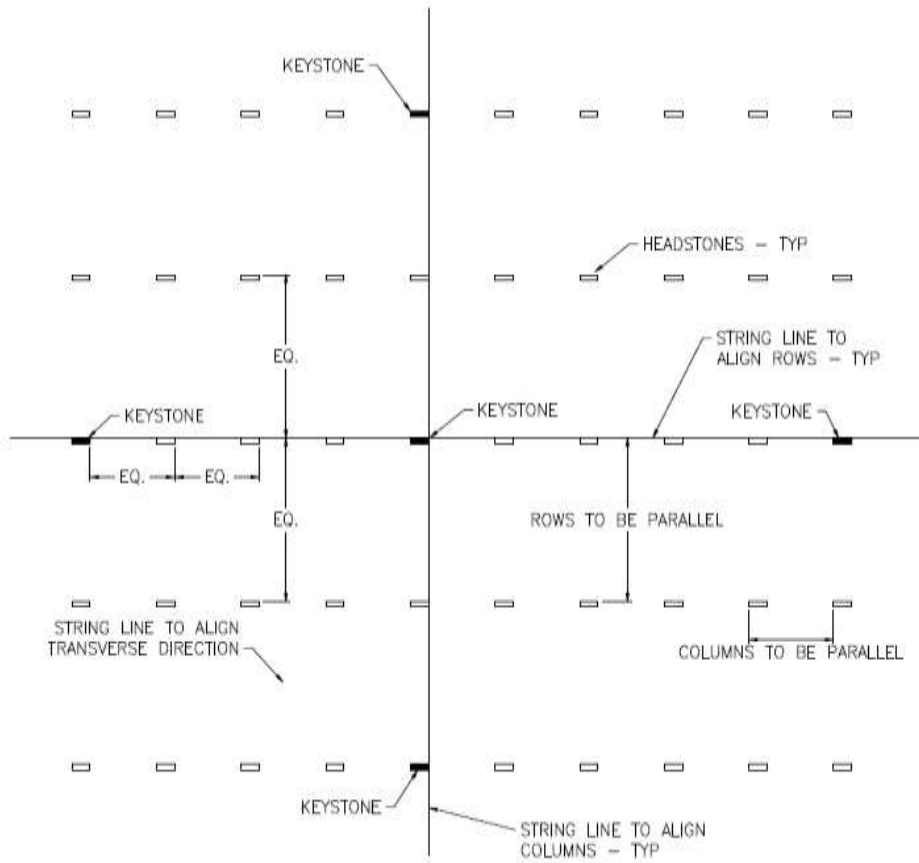 KEYSTONE
HEADSTONES - TYP
EQ.
STRING LINE TO
ALIGN ROWS - TYP
KEYSTONE
KEYSTONE
KEYSTONE
EQ.
EQ.
EQ.
ROWS TO BE PARALLEL
STRING LINE TO ALIGN
TRANSVERSE DIRECTION
COLUMNS TO BE PARALLEL
KEYSTONE
STRING LINE TO ALIGN
COLUMNS - TYP